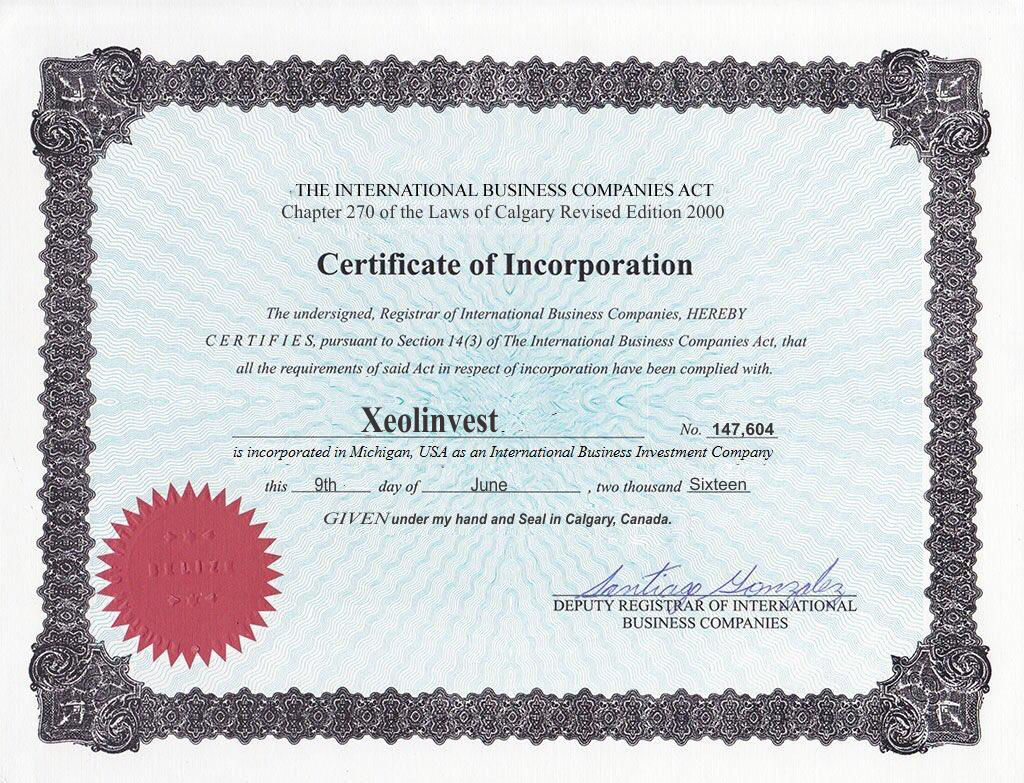 THE INTERNATIONAL BUSINESS COMPANIES ACT
Chapter 270 of the Laws of Calgary Revised Edition 2000
Certificate of Incorporation
The undersigned, Registrar of International Business Companies, HEREBY
CERTIFIES, pursuant to Section 14(3) of The International Business Companies Act, that
all the requirements of said Act in respect of incorporation have been complied with.
Xeolinvest No. 147,604
is incorporated in Michigan, USA as an International Business Investment Company
this 9th day of June , two thousand Sixteen
GIVEN under my hand and Seal in Calgary, Canada.
BELIZE
Santiago Gonzalez
DEPUTY REGISTRAR OF INTERNATIONAL
BUSINESS COMPANIES